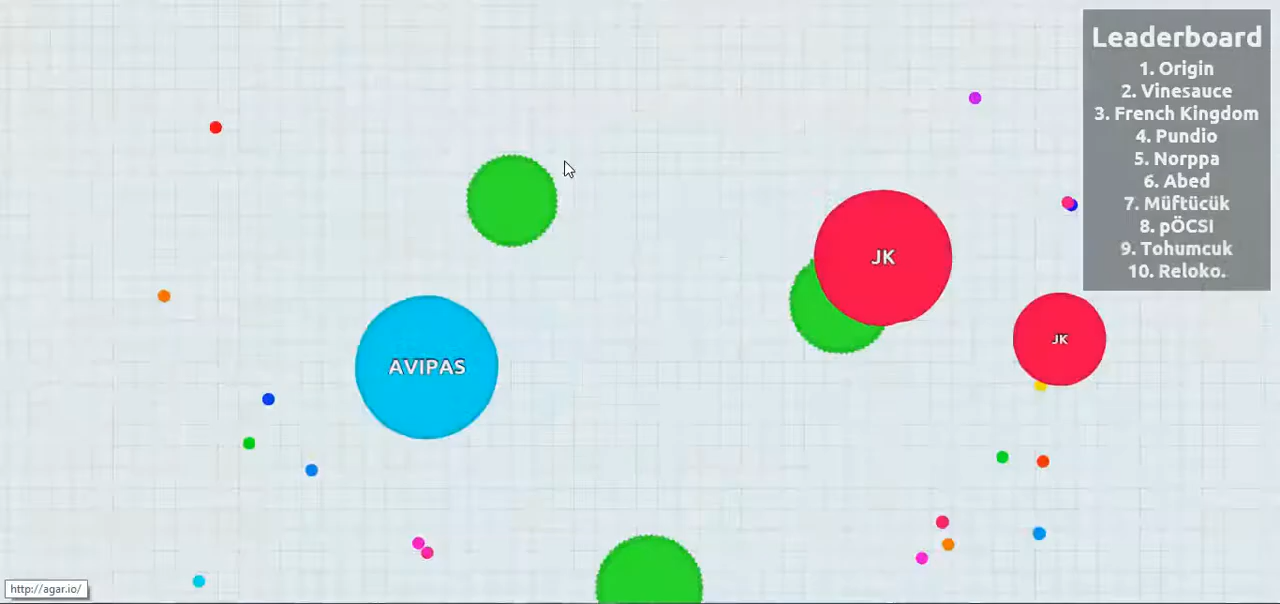 Leaderboard
1. Origin
2. Vinesauce
3. French Kingdom
4. Pundio
5. Norppa
6. Abed
7. Müftücük
8. pÖCSI
9. Tohumcuk
10. Reloko.
JK
JK
AVIPAS
http://agar.io/